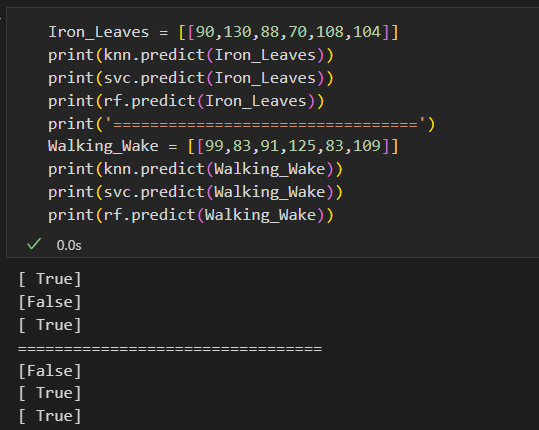 Iron_Leaves = [[90,130,88,70,108,104]]
print(knn.predict(Iron_Leaves))
print(svc.predict(Iron_Leaves))
print(rf.predict(Iron_Leaves))
print('=================================')
Walking_Wake = [[99,83,91,125,83,109]]
print(knn.predict(Walking_Wake))
print(svc.predict(Walking_Wake))
print(rf.predict(Walking_Wake))
✓ 0.0s
[ True]
[False]
[ True]
=================================
[False]
[ True]
[ True]